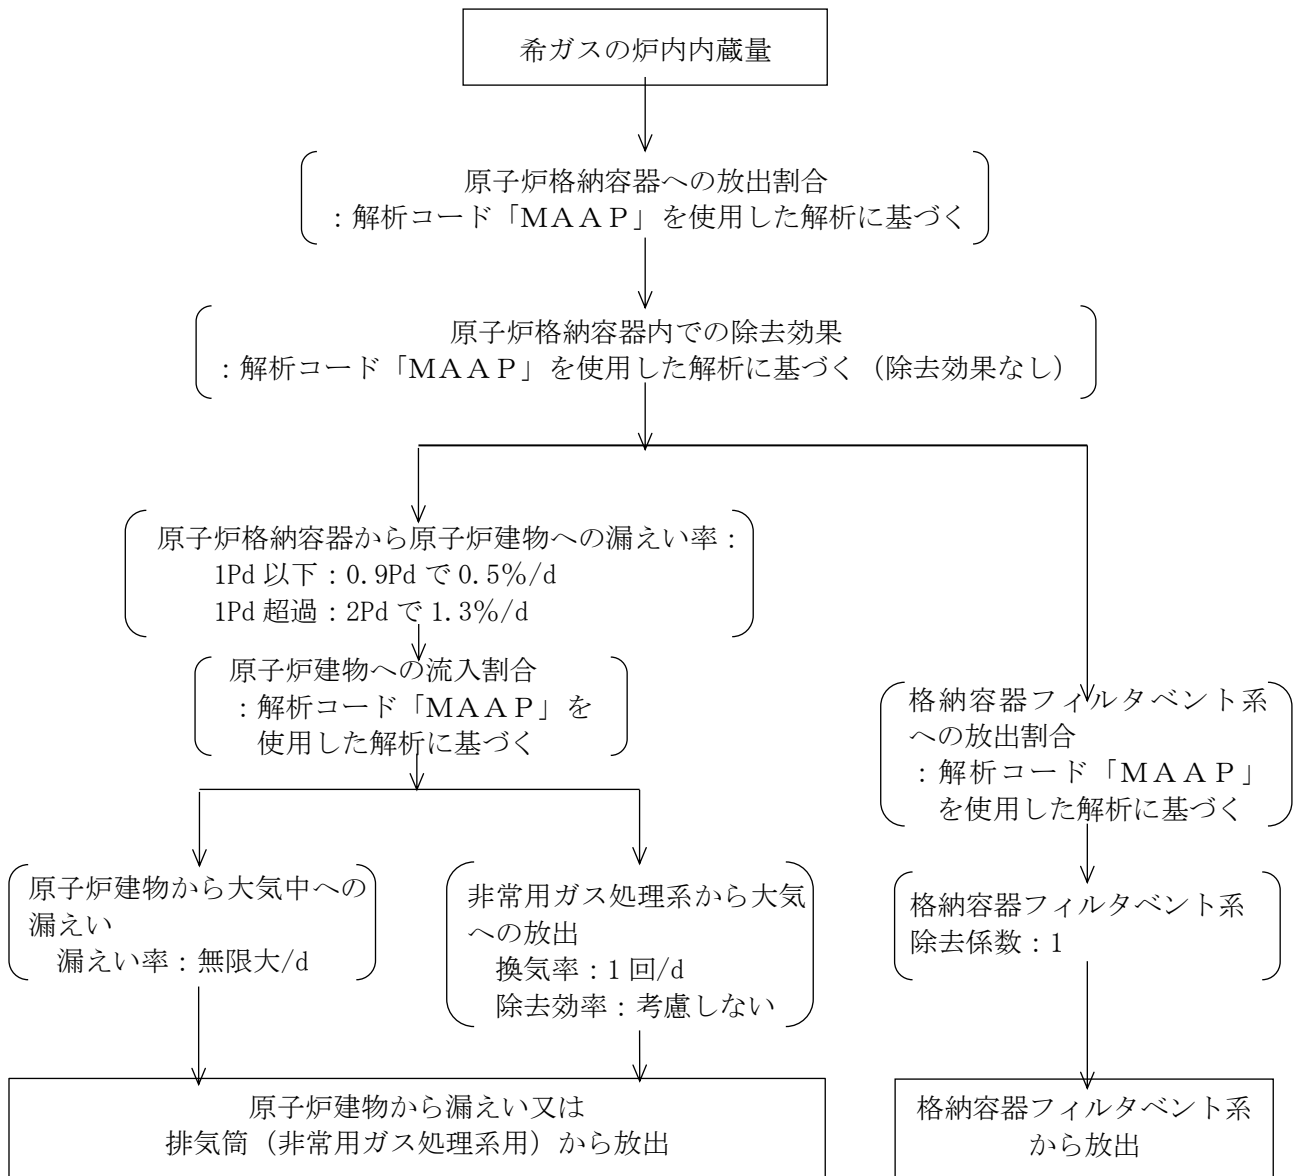 希ガスの炉内内蔵量
原子炉格納容器への放出割合
：解析コード「ＭＡＡＰ」を使用した解析に基づく
原子炉格納容器内での除去効果
：解析コード「ＭＡＡＰ」を使用した解析に基づく（除去効果なし）
原子炉格納容器から原子炉建物への漏えい率：
1Pd 以下：0.9Pd で 0.5％/d
1Pd 超過：2Pd で 1.3％/d
原子炉建物への流入割合
：解析コード「ＭＡＡＰ」を
使用した解析に基づく
格納容器フィルタベント系
への放出割合
：解析コード「ＭＡＡＰ」
を使用した解析に基づく
原子炉建物から大気中への
漏えい
漏えい率：無限大/d
非常用ガス処理系から大気
への放出
換気率：1 回/d
除去効率：考慮しない
格納容器フィルタベント系
除去係数：1
原子炉建物から漏えい又は
排気筒（非常用ガス処理系用）から放出
格納容器フィルタベント系
から放出